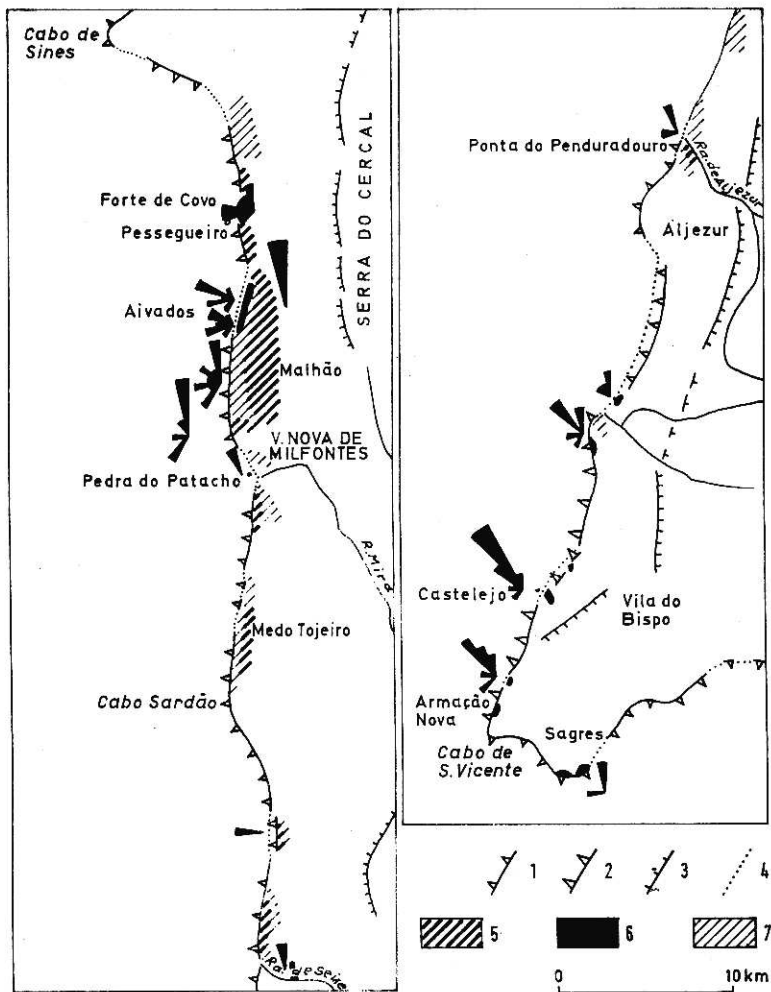 Cabo de
Sines
SERRA DO CERCAL
Forte de Covo
Pessegueiro
Aivados
Malhão
V. NOVA DE
MILFONTES
Pedra do Patacho
R. Mira
Medo Tojeiro
Cabo Sardão
Ra. de Seixe
Ponta do Penduradouro
Ra. de Aljezur
Aljezur
Castelejo
Vila do
Bispo
Armação
Nova
Sagres
Cabo de
S. Vicente
1 2 3 4
5 6 7
0 10 km